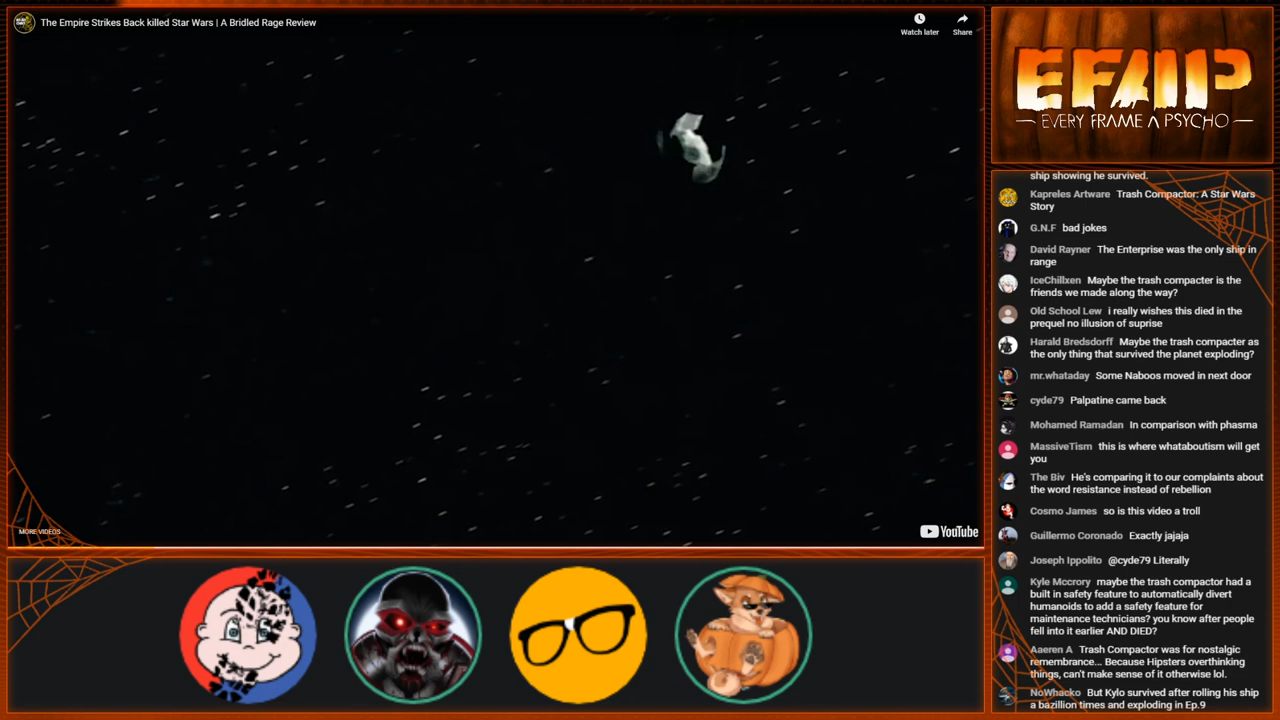 The Empire Strikes Back killed Star Wars | A Bridled Rage Review
Watch later
Share
MORE VIDEOS
YouTube
EFAP
EVERY FRAME A PSYCHO
ship showing he survived.
Kapreles Artware Trash Compactor: A Star Wars
Story
G.N.F bad jokes
David Rayner The Enterprise was the only ship in
range
IceChillxen Maybe the trash compacter is the
friends we made along the way?
Old School Lew i really wishes this died in the
prequel no illusion of suprise
Harald Bredsdorff Maybe the trash compacter as
the only thing that survived the planet exploding?
mr.whataday Some Naboos moved in next door
cyde79 Palpatine came back
Mohamed Ramadan In comparison with phasma
MassiveTism this is where whataboutism will get
you
The Biv He's comparing it to our complaints about
the word resistance instead of rebellion
Cosmo James so is this video a troll
Guillermo Coronado Exactly jajaja
Joseph Ippolito @cyde79 Literally
Kyle Mccrory maybe the trash compactor had a
built in safety feature to automatically divert
humanoids to add a safety feature for
maintenance technicians? you know after people
fell into it earlier AND DIED?
Aaeren A Trash Compactor was for nostalgic
remembrance... Because Hipsters overthinking
things, can't make sense of it otherwise lol.
NoWhacko But Kylo survived after rolling his ship
a bazillion times and exploding in Ep.9